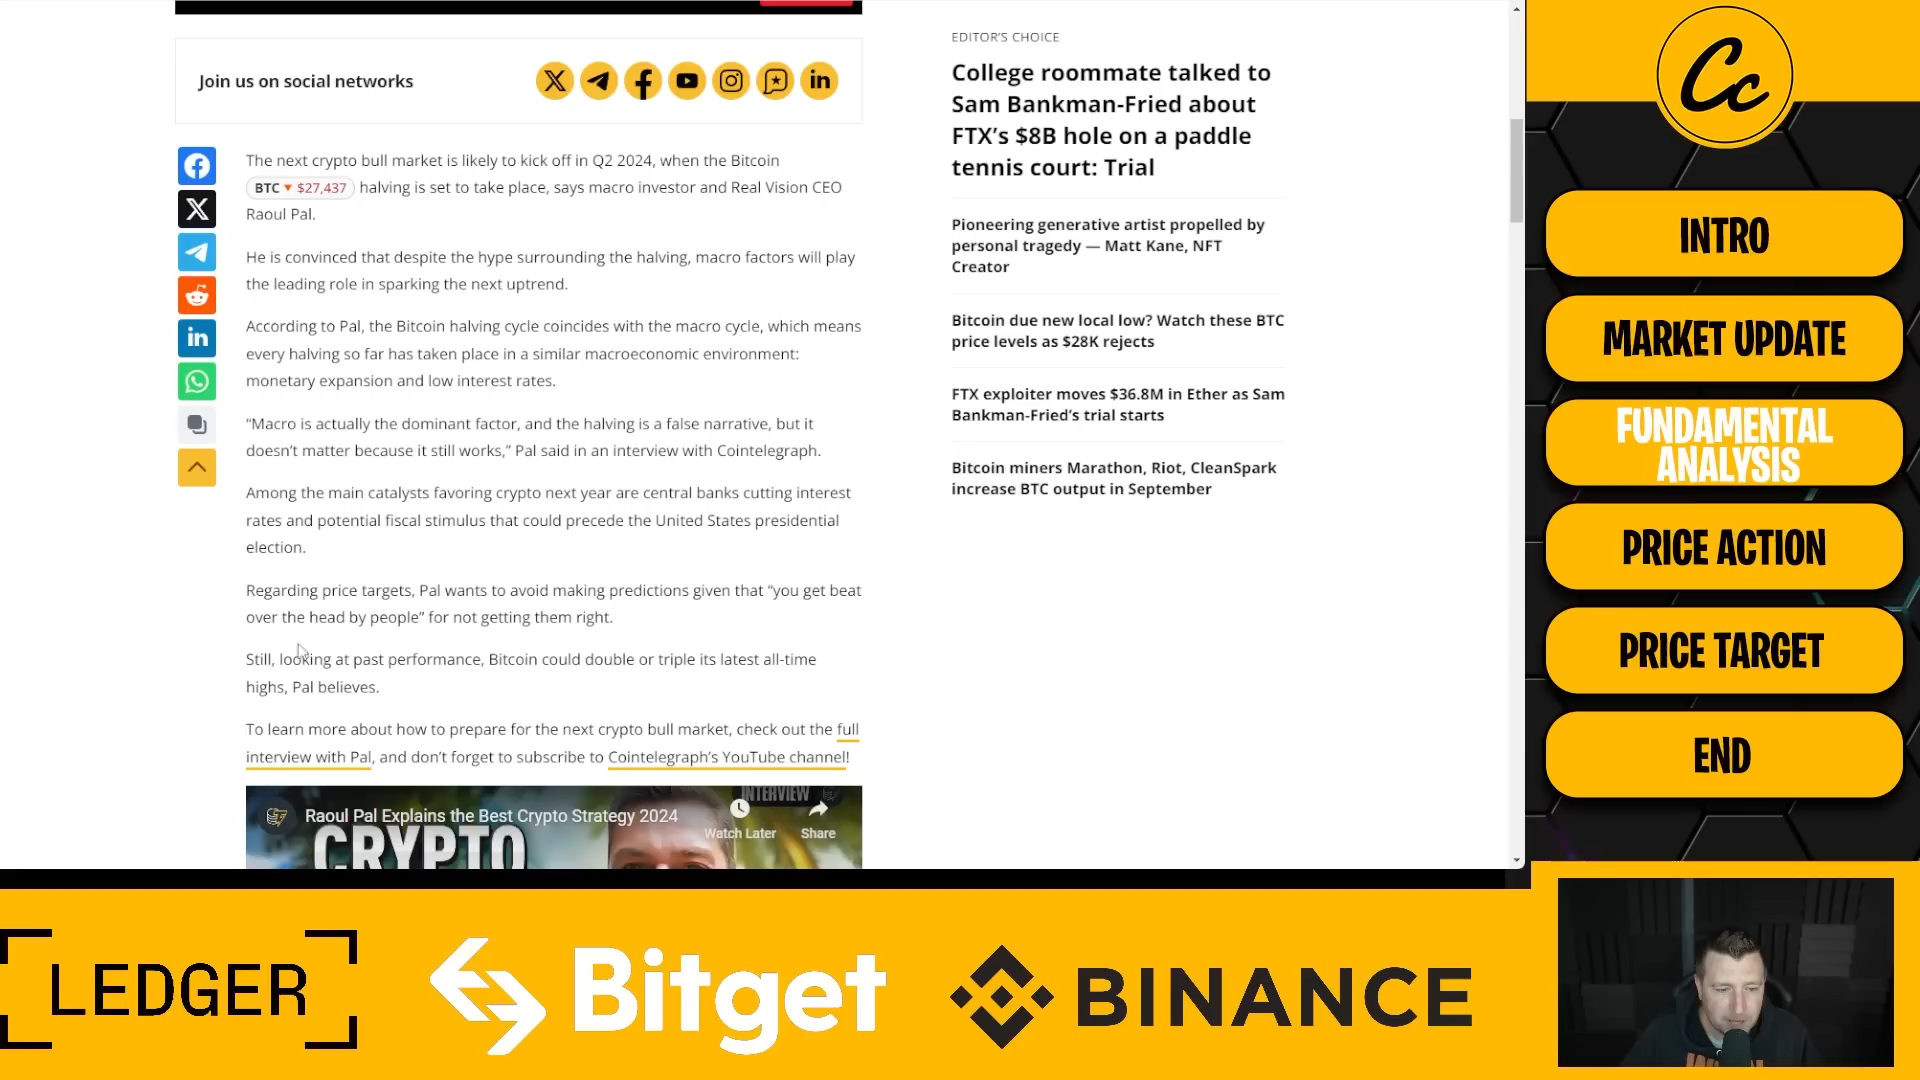 Join us on social networks
The next crypto bull market is likely to kick off in Q2 2024, when the Bitcoin
BTC ▼ $27,437 halving is set to take place, says macro investor and Real Vision CEO
Raoul Pal.
He is convinced that despite the hype surrounding the halving, macro factors will play
the leading role in sparking the next uptrend.
According to Pal, the Bitcoin halving cycle coincides with the macro cycle, which means
every halving so far has taken place in a similar macroeconomic environment:
monetary expansion and low interest rates.
“Macro is actually the dominant factor, and the halving is a false narrative, but it
doesn’t matter because it still works,” Pal said in an interview with Cointelegraph.
Among the main catalysts favoring crypto next year are central banks cutting interest
rates and potential fiscal stimulus that could precede the United States presidential
election.
Regarding price targets, Pal wants to avoid making predictions given that “you get beat
over the head by people” for not getting them right.
Still, looking at past performance, Bitcoin could double or triple its latest all-time
highs, Pal believes.
To learn more about how to prepare for the next crypto bull market, check out the full
interview with Pal, and don’t forget to subscribe to Cointelegraph’s YouTube channel!
INTERVIEW
Raoul Pal Explains the Best Crypto Strategy 2024
Watch Later
Share
CRYPTO
EDITOR’S CHOICE
College roommate talked to
Sam Bankman-Fried about
FTX’s $8B hole on a paddle
tennis court: Trial
Pioneering generative artist propelled by
personal tragedy — Matt Kane, NFT
Creator
Bitcoin due new local low? Watch these BTC
price levels as $28K rejects
FTX exploiter moves $36.8M in Ether as Sam
Bankman-Fried’s trial starts
Bitcoin miners Marathon, Riot, CleanSpark
increase BTC output in September
Cc
INTRO
MARKET UPDATE
FUNDAMENTAL
ANALYSIS
PRICE ACTION
PRICE TARGET
END
LEDGER
Bitget
BINANCE